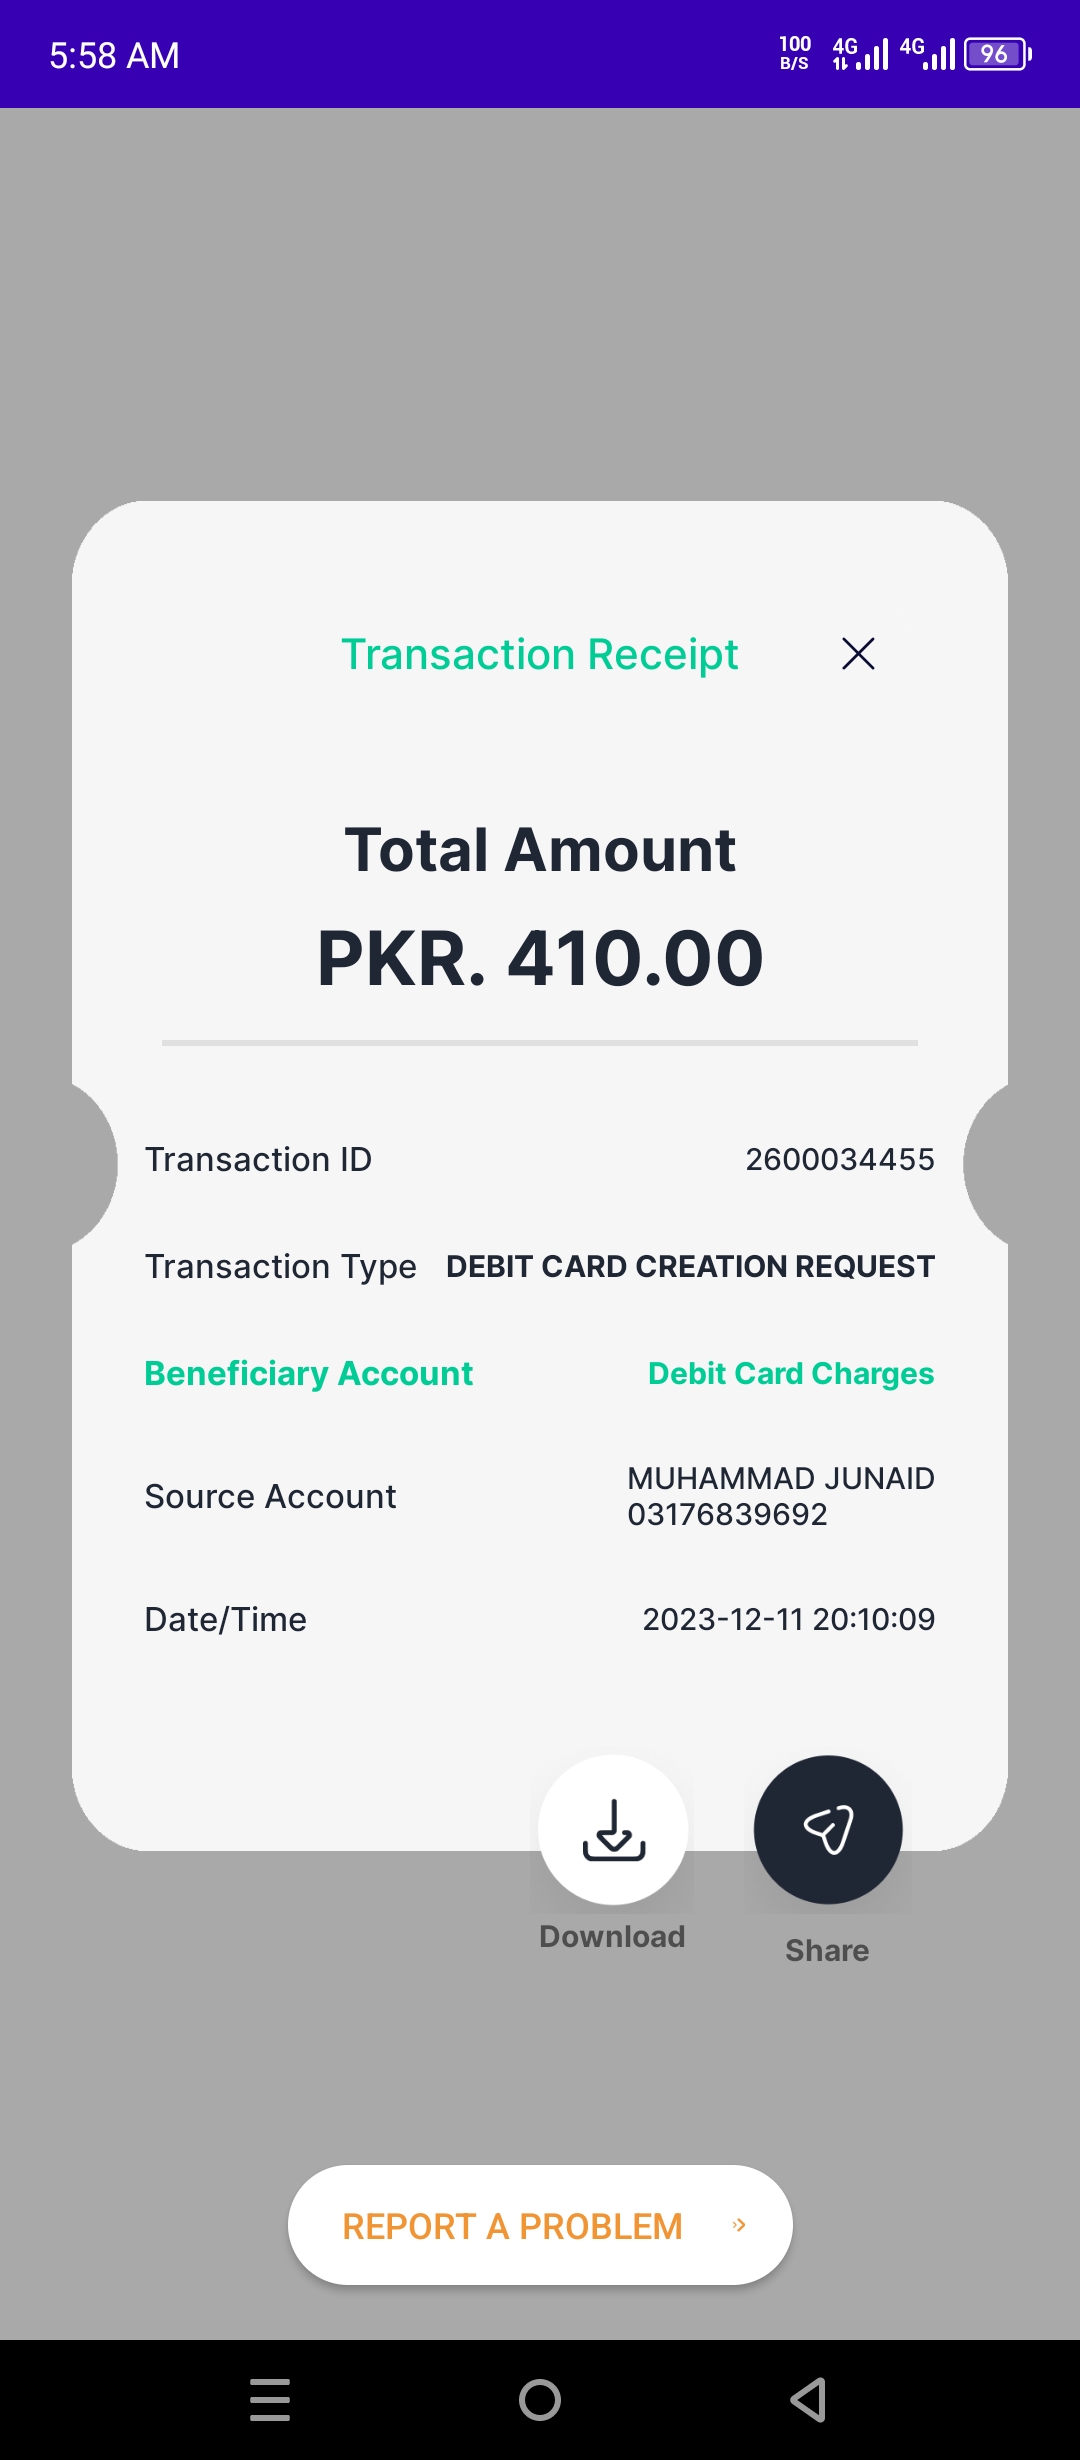 5:58 AM
100
B/S
4G
4G
96
Transaction Receipt
Total Amount
PKR. 410.00
Transaction ID 2600034455
Transaction Type DEBIT CARD CREATION REQUEST
Beneficiary Account Debit Card Charges
Source Account MUHAMMAD JUNAID
03176839692
Date/Time 2023-12-11 20:10:09
Download
Share
REPORT A PROBLEM